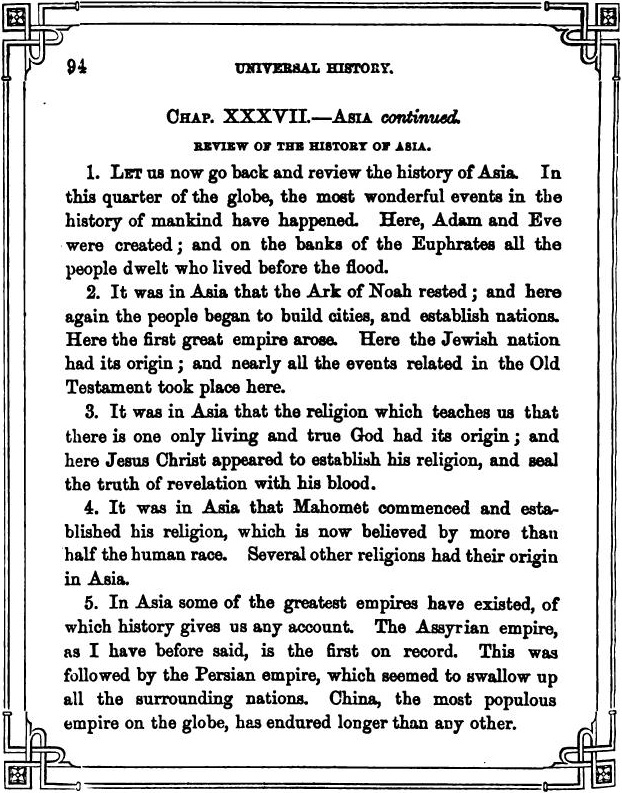 94 UNIVERSAL HISTORY.
CHAP. XXXVII.—ASIA continued.
REVIEW OF THE HISTORY OF ASIA.
1. LET us now go back and review the history of Asia. In
this quarter of the globe, the most wonderful events in the
history of mankind have happened. Here, Adam and Eve
were created; and on the banks of the Euphrates all the
people dwelt who lived before the flood.
2. It was in Asia that the Ark of Noah rested; and here
again the people began to build cities, and establish nations.
Here the first great empire arose. Here the Jewish nation
had its origin; and nearly all the events related in the Old
Testament took place here.
3. It was in Asia that the religion which teaches us that
there is one only living and true God had its origin; and
here Jesus Christ appeared to establish his religion, and seal
the truth of revelation with his blood.
4. It was in Asia that Mahomet commenced and esta-
blished his religion, which is now believed by more than
half the human race. Several other religions had their origin
in Asia.
5. In Asia some of the greatest empires have existed, of
which history gives us any account. The Assyrian empire,
as I have before said, is the first on record. This was
followed by the Persian empire, which seemed to swallow up
all the surrounding nations. China, the most populous
empire on the globe, has endured longer than any other.